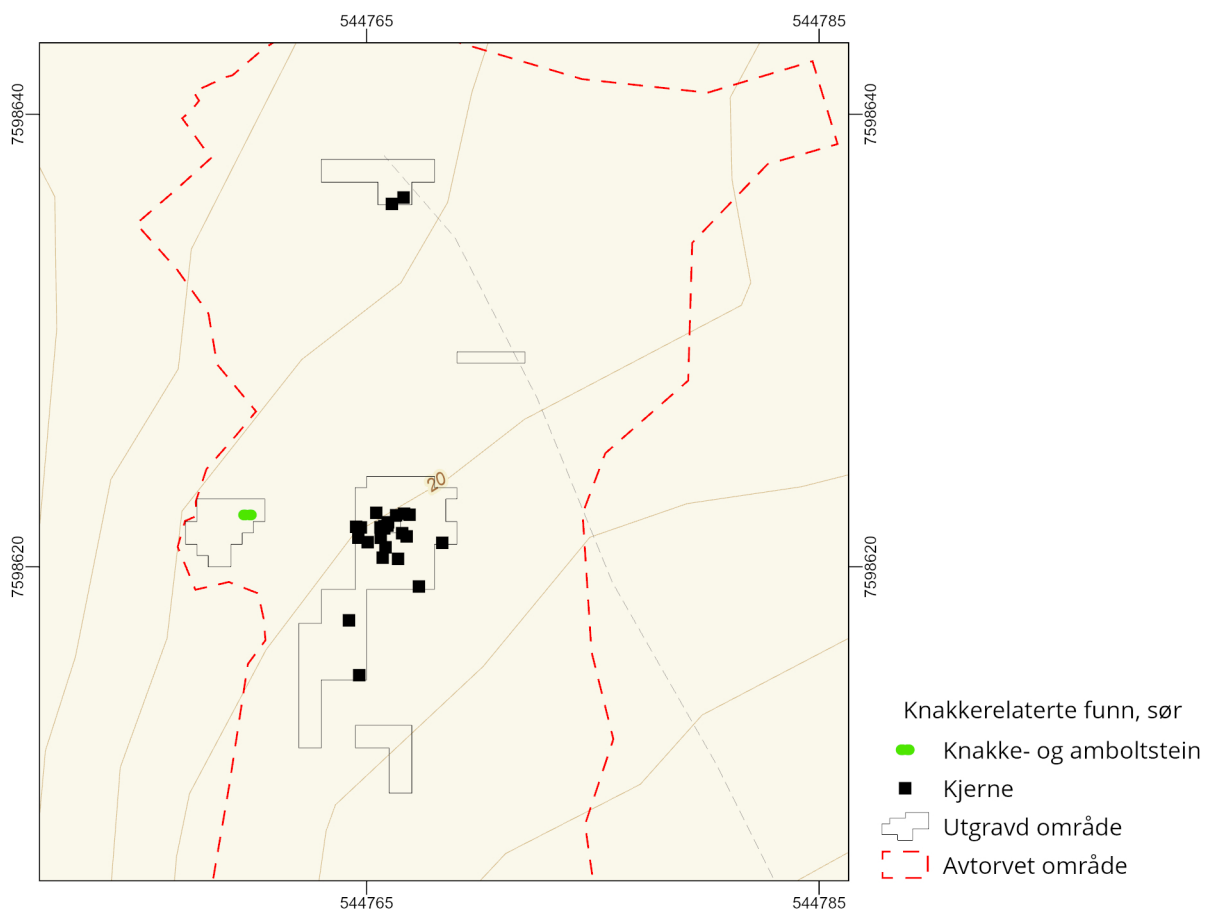 544765
544785
7598640
7598640
20
7598620
7598620
544765
544785
Knakkerelaterte funn, sør
Knakke- og amboltstein
Kjerne
Utgravd område
Avtorvet område